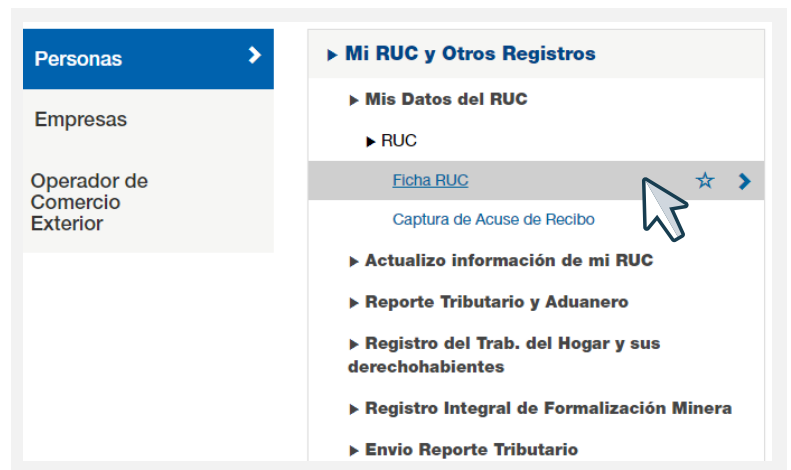 Personas
Empresas
Operador de
Comercio
Exterior
Mi RUC y Otros Registros
Mis Datos del RUC
RUC
Ficha RUC
Captura de Acuse de Recibo
Actualizo información de mi RUC
Reporte Tributario y Aduanero
Registro del Trab. del Hogar y sus
derechohabientes
Registro Integral de Formalización Minera
Envio Reporte Tributario